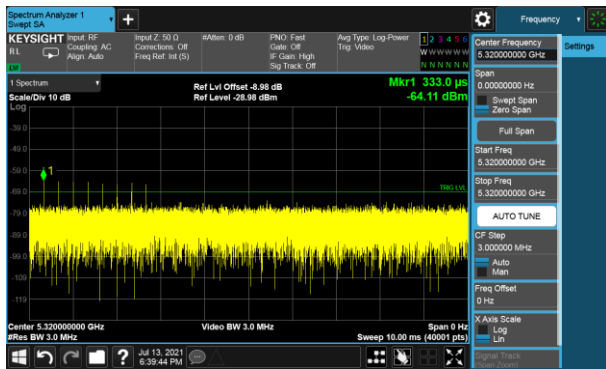 Spectrum Analyzer 1
Swept SA
Frequency
KEYSIGHT
Input: RF
Input Z: 50 Ω
#Atten: 0 dB
PNO: Fast
Avg Type: Log-Power
1 2 3 4 5 6
RL
Coupling: AC
Corrections: Off
Gate: Off
Trig: Video
Align: Auto
Freq Ref: Int (S)
IF Gain: High
W W W W W W
Sig Track: Off
N N N N N N
1 Spectrum
Ref Lvl Offset -8.98 dB
Mkr1 333.0 µs
Scale/Div 10 dB
Ref Level -28.98 dBm
-64.11 dBm
Log
-39.0
-49.0
1
-59.0
-69.0
TRIG LVL
-79.0
-89.0
-99.0
-109
-119
Center 5.320000000 GHz
Video BW 3.0 MHz
Span 0 Hz
#Res BW 3.0 MHz
Sweep 10.00 ms (40001 pts)
Jul 13, 2021
6:39:44 PM
?
Center Frequency
5.320000000 GHz
Settings
Span
0.00000000 Hz
Swept Span
Zero Span
Full Span
Start Freq
5.320000000 GHz
Stop Freq
5.320000000 GHz
AUTO TUNE
CF Step
3.000000 MHz
Auto
Man
Freq Offset
0 Hz
X Axis Scale
Log
Lin
Signal Track
(Span Zoom)